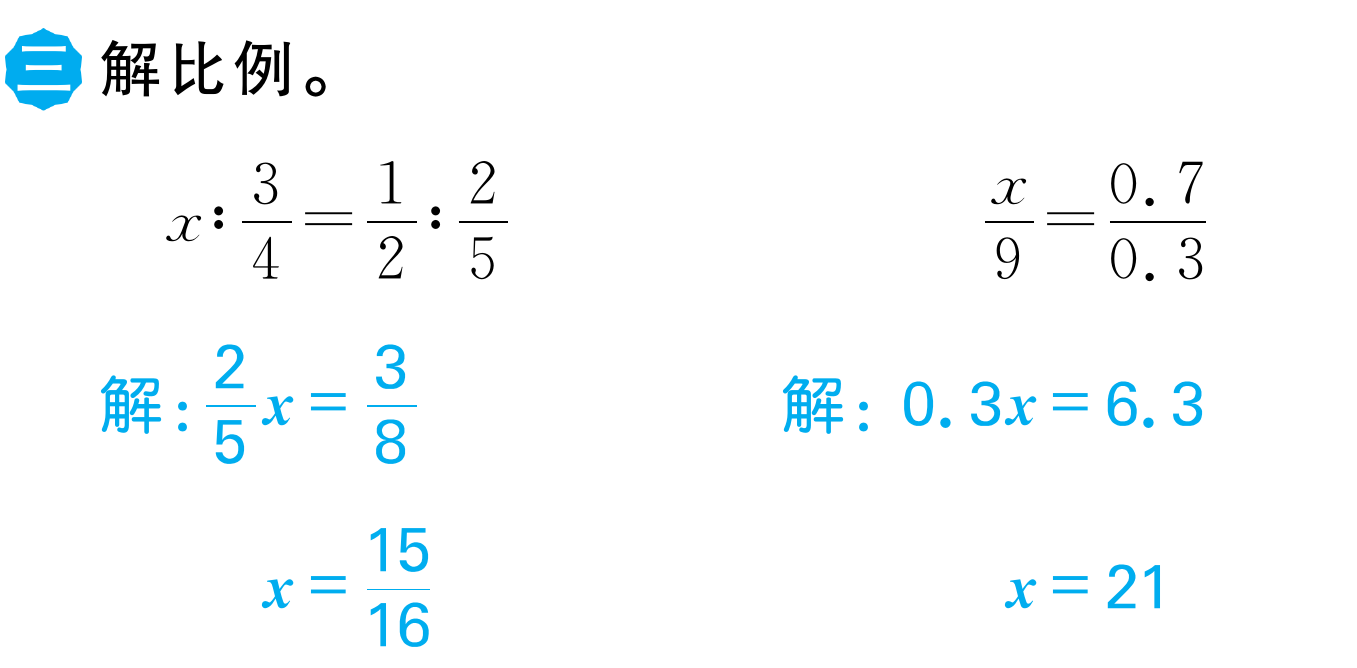 三 解比例。
x∶3/4=1/2∶2/5
x/9=0.7/0.3
解:2/5x=3/8
解:0.3x=6.3
x=15/16
x=21